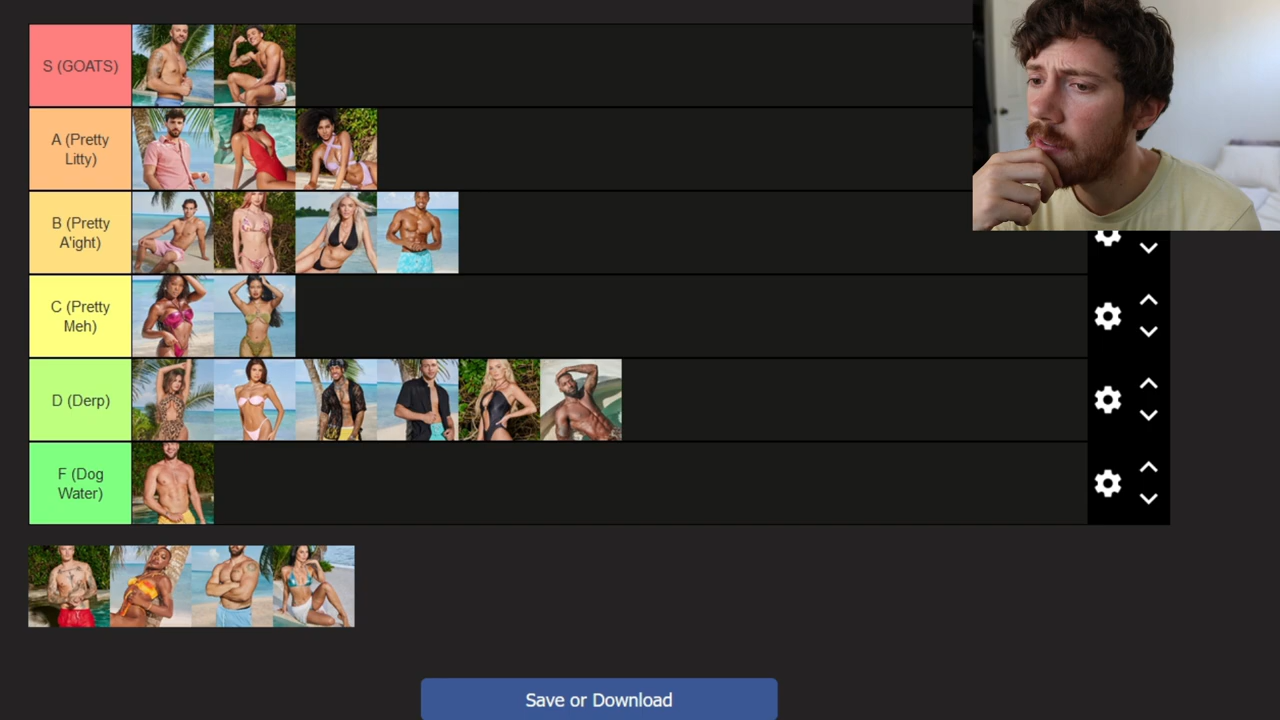 S (GOATS)
A (Pretty
Litty)
B (Pretty
A'ight)
C (Pretty
Meh)
D (Derp)
F (Dog
Water)
Save or Download